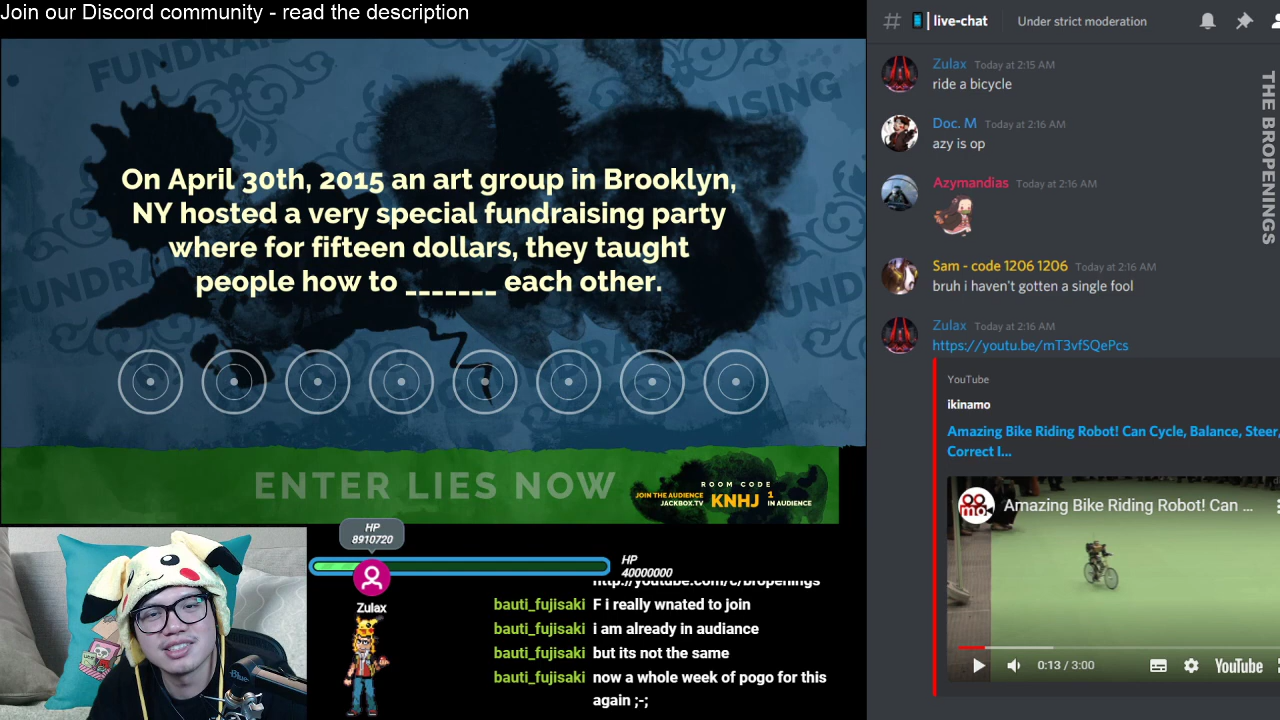 Join our Discord community - read the description
FUNDRAISING
RAISING
On April 30th, 2015 an art group in Brooklyn,
NY hosted a very special fundraising party
where for fifteen dollars, they taught
people how to _______ each other.
ENTER LIES NOW
ROOM CODE
JOIN THE AUDIENCE
JACKBOX.TV
KNHJ
1
IN AUDIENCE
HP
8910720
HP
40000000
Zulax
http://youtube.com/c/bropenings
bauti_fujisaki F i really wnated to join
bauti_fujisaki i am already in audiance
bauti_fujisaki but its not the same
bauti_fujisaki now a whole week of pogo for this
again ;-;
# | live-chat Under strict moderation
THE BROPENINGS
Zulax Today at 2:15 AM
ride a bicycle
Doc. M Today at 2:16 AM
azy is op
Azymandias Today at 2:16 AM
Sam - code 1206 1206 Today at 2:16 AM
bruh i haven't gotten a single fool
Zulax Today at 2:16 AM
https://youtu.be/mT3vfSQePcs
YouTube
ikinamo
Amazing Bike Riding Robot! Can Cycle, Balance, Steer,
Correct I...
Amazing Bike Riding Robot! Can ...
0:13 / 3:00
YouTube